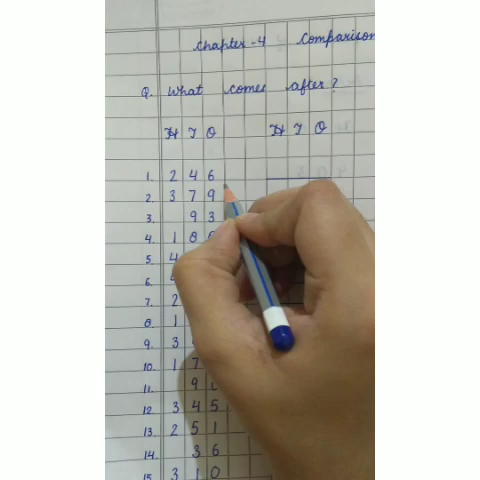 Chapter-4 Comparison
Q. What comes after?
H T O H T O
1. 2 4 6
2. 3 7 9
3. 9 3
4. 1 8
5. 4
6.
7. 2
8. 1
9. 3
10. 1 7
11. 9
12. 3 4 5
13. 2 5 1
14. 3 6
15. 3 1 0